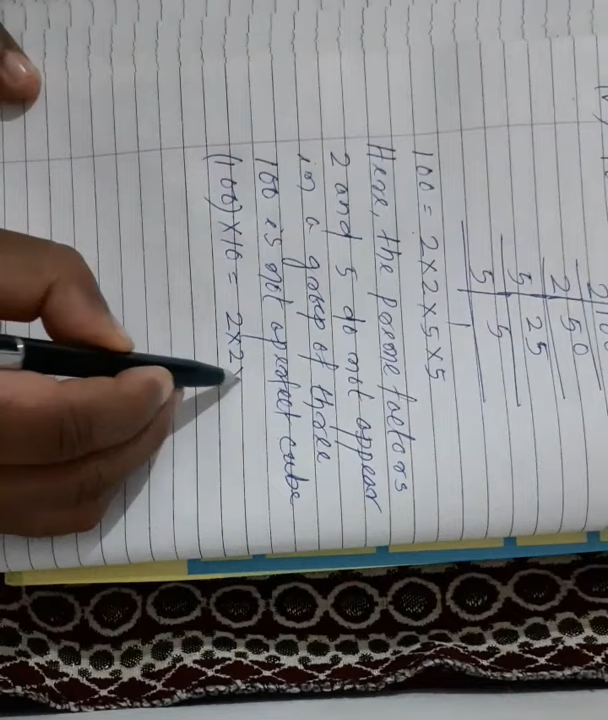 2 100
2 50
5 25
5 5
1
100 = 2×2×5×5
Here, the prime factors
2 and 5 do not appear
in a group of three
100 is not a perfect cube
(100) × 10 = 2×2×